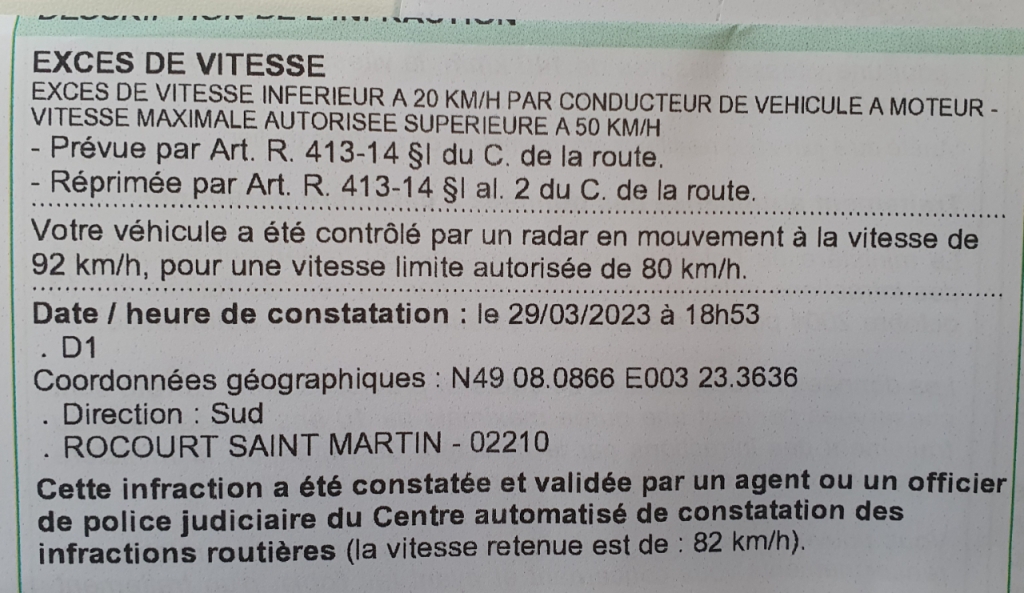 DESCRIPTION DE L'INFRACTION
EXCES DE VITESSE
EXCES DE VITESSE INFERIEUR A 20 KM/H PAR CONDUCTEUR DE VEHICULE A MOTEUR -
VITESSE MAXIMALE AUTORISEE SUPERIEURE A 50 KM/H
- Prévue par Art. R. 413-14 §I du C. de la route.
- Réprimée par Art. R. 413-14 §I al. 2 du C. de la route.
Votre véhicule a été contrôlé par un radar en mouvement à la vitesse de
92 km/h, pour une vitesse limite autorisée de 80 km/h.
Date / heure de constatation : le 29/03/2023 à 18h53
. D1
Coordonnées géographiques : N49 08.0866 E003 23.3636
. Direction : Sud
. ROCOURT SAINT MARTIN - 02210
Cette infraction a été constatée et validée par un agent ou un officier
de police judiciaire du Centre automatisé de constatation des
infractions routières (la vitesse retenue est de : 82 km/h).